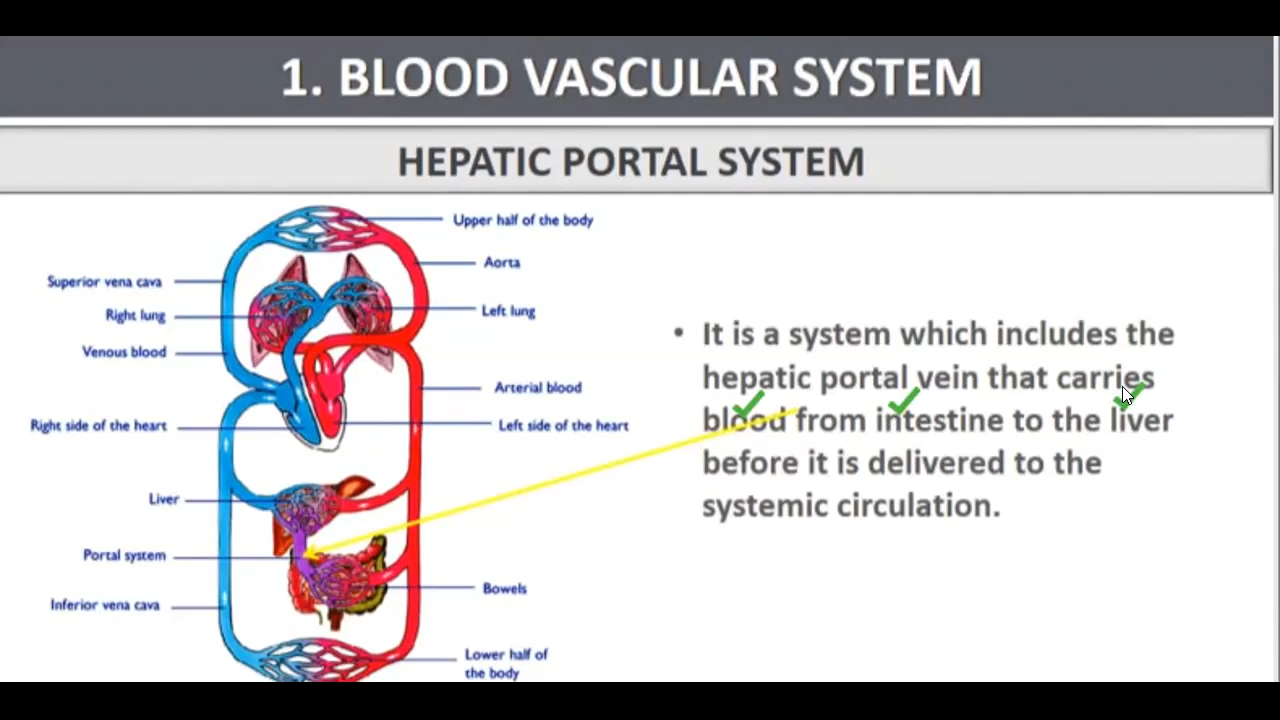 1. BLOOD VASCULAR SYSTEM
HEPATIC PORTAL SYSTEM
Upper half of the body
Aorta
Superior vena cava
Right lung
Left lung
Venous blood
Arterial blood
Right side of the heart
Left side of the heart
Liver
Portal system
Bowels
Inferior vena cava
Lower half of
the body
• It is a system which includes the
hepatic portal vein that carries
blood from intestine to the liver
before it is delivered to the
systemic circulation.